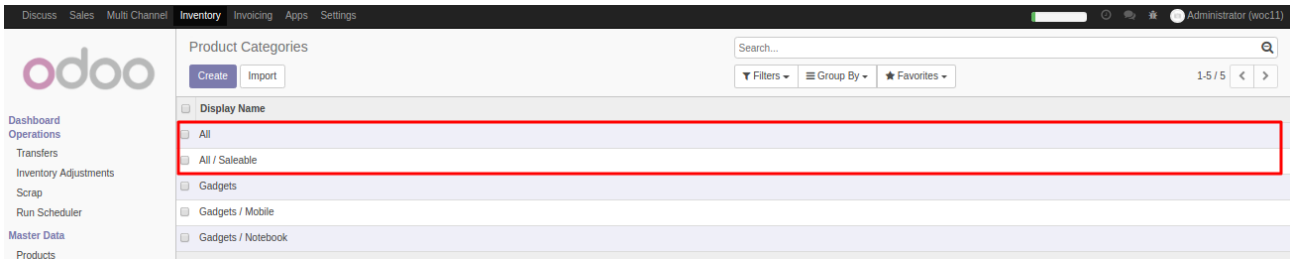 Discuss Sales Multi Channel Inventory Invoicing Apps Settings Administrator (woc11)
odoo
Product Categories
Search...
Create Import
Filters Group By Favorites
1-5 / 5
Display Name
Dashboard
Operations
Transfers
Inventory Adjustments
Scrap
Run Scheduler
Master Data
Products
All
All / Saleable
Gadgets
Gadgets / Mobile
Gadgets / Notebook